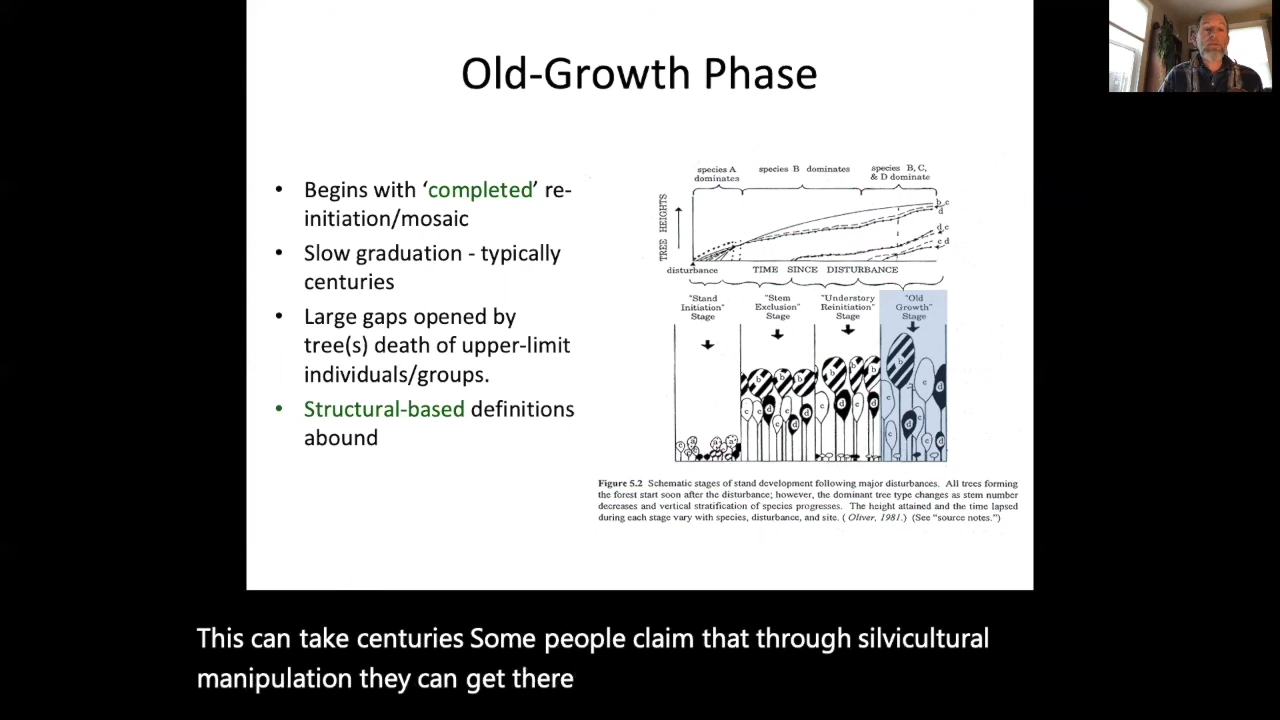 Old-Growth Phase
• Begins with ‘completed’ re-
initiation/mosaic
• Slow graduation - typically
centuries
• Large gaps opened by
tree(s) death of upper-limit
individuals/groups.
• Structural-based definitions
abound
species A
dominates
species B dominates
species B, C,
& D dominate
TREE HEIGHTS
b c
d
d c
c d
disturbance
TIME SINCE DISTURBANCE
"Stand
Initiation"
Stage
"Stem
Exclusion"
Stage
"Understory
Reinitiation"
Stage
"Old
Growth"
Stage
Figure 5.2 Schematic stages of stand development following major disturbances. All trees forming
the forest start soon after the disturbance; however, the dominant tree type changes as stem number
decreases and vertical stratification of species progresses. The height attained and the time lapsed
during each stage vary with species, disturbance, and site. ( Oliver, 1981.) (See "source notes.")
This can take centuries Some people claim that through silvicultural
manipulation they can get there